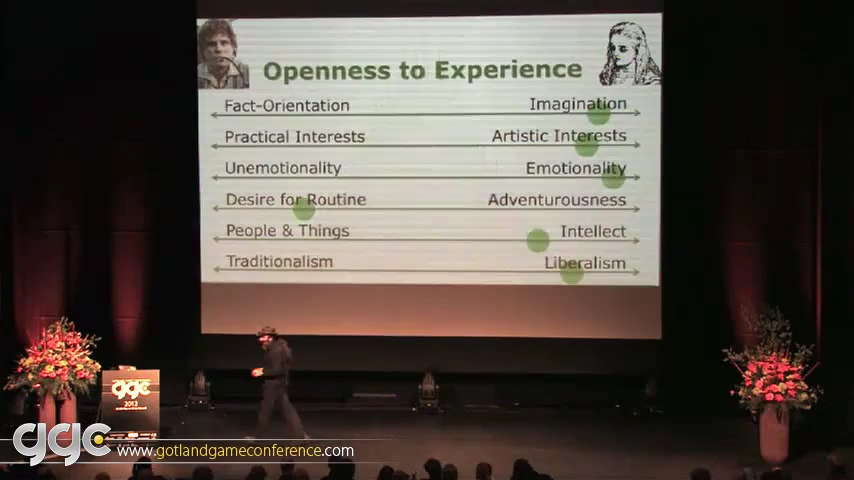 Openness to Experience
Fact-Orientation Imagination
Practical Interests Artistic Interests
Unemotionality Emotionality
Desire for Routine Adventurousness
People & Things Intellect
Traditionalism Liberalism
ggc
2012
ggc www.gotlandgameconference.com